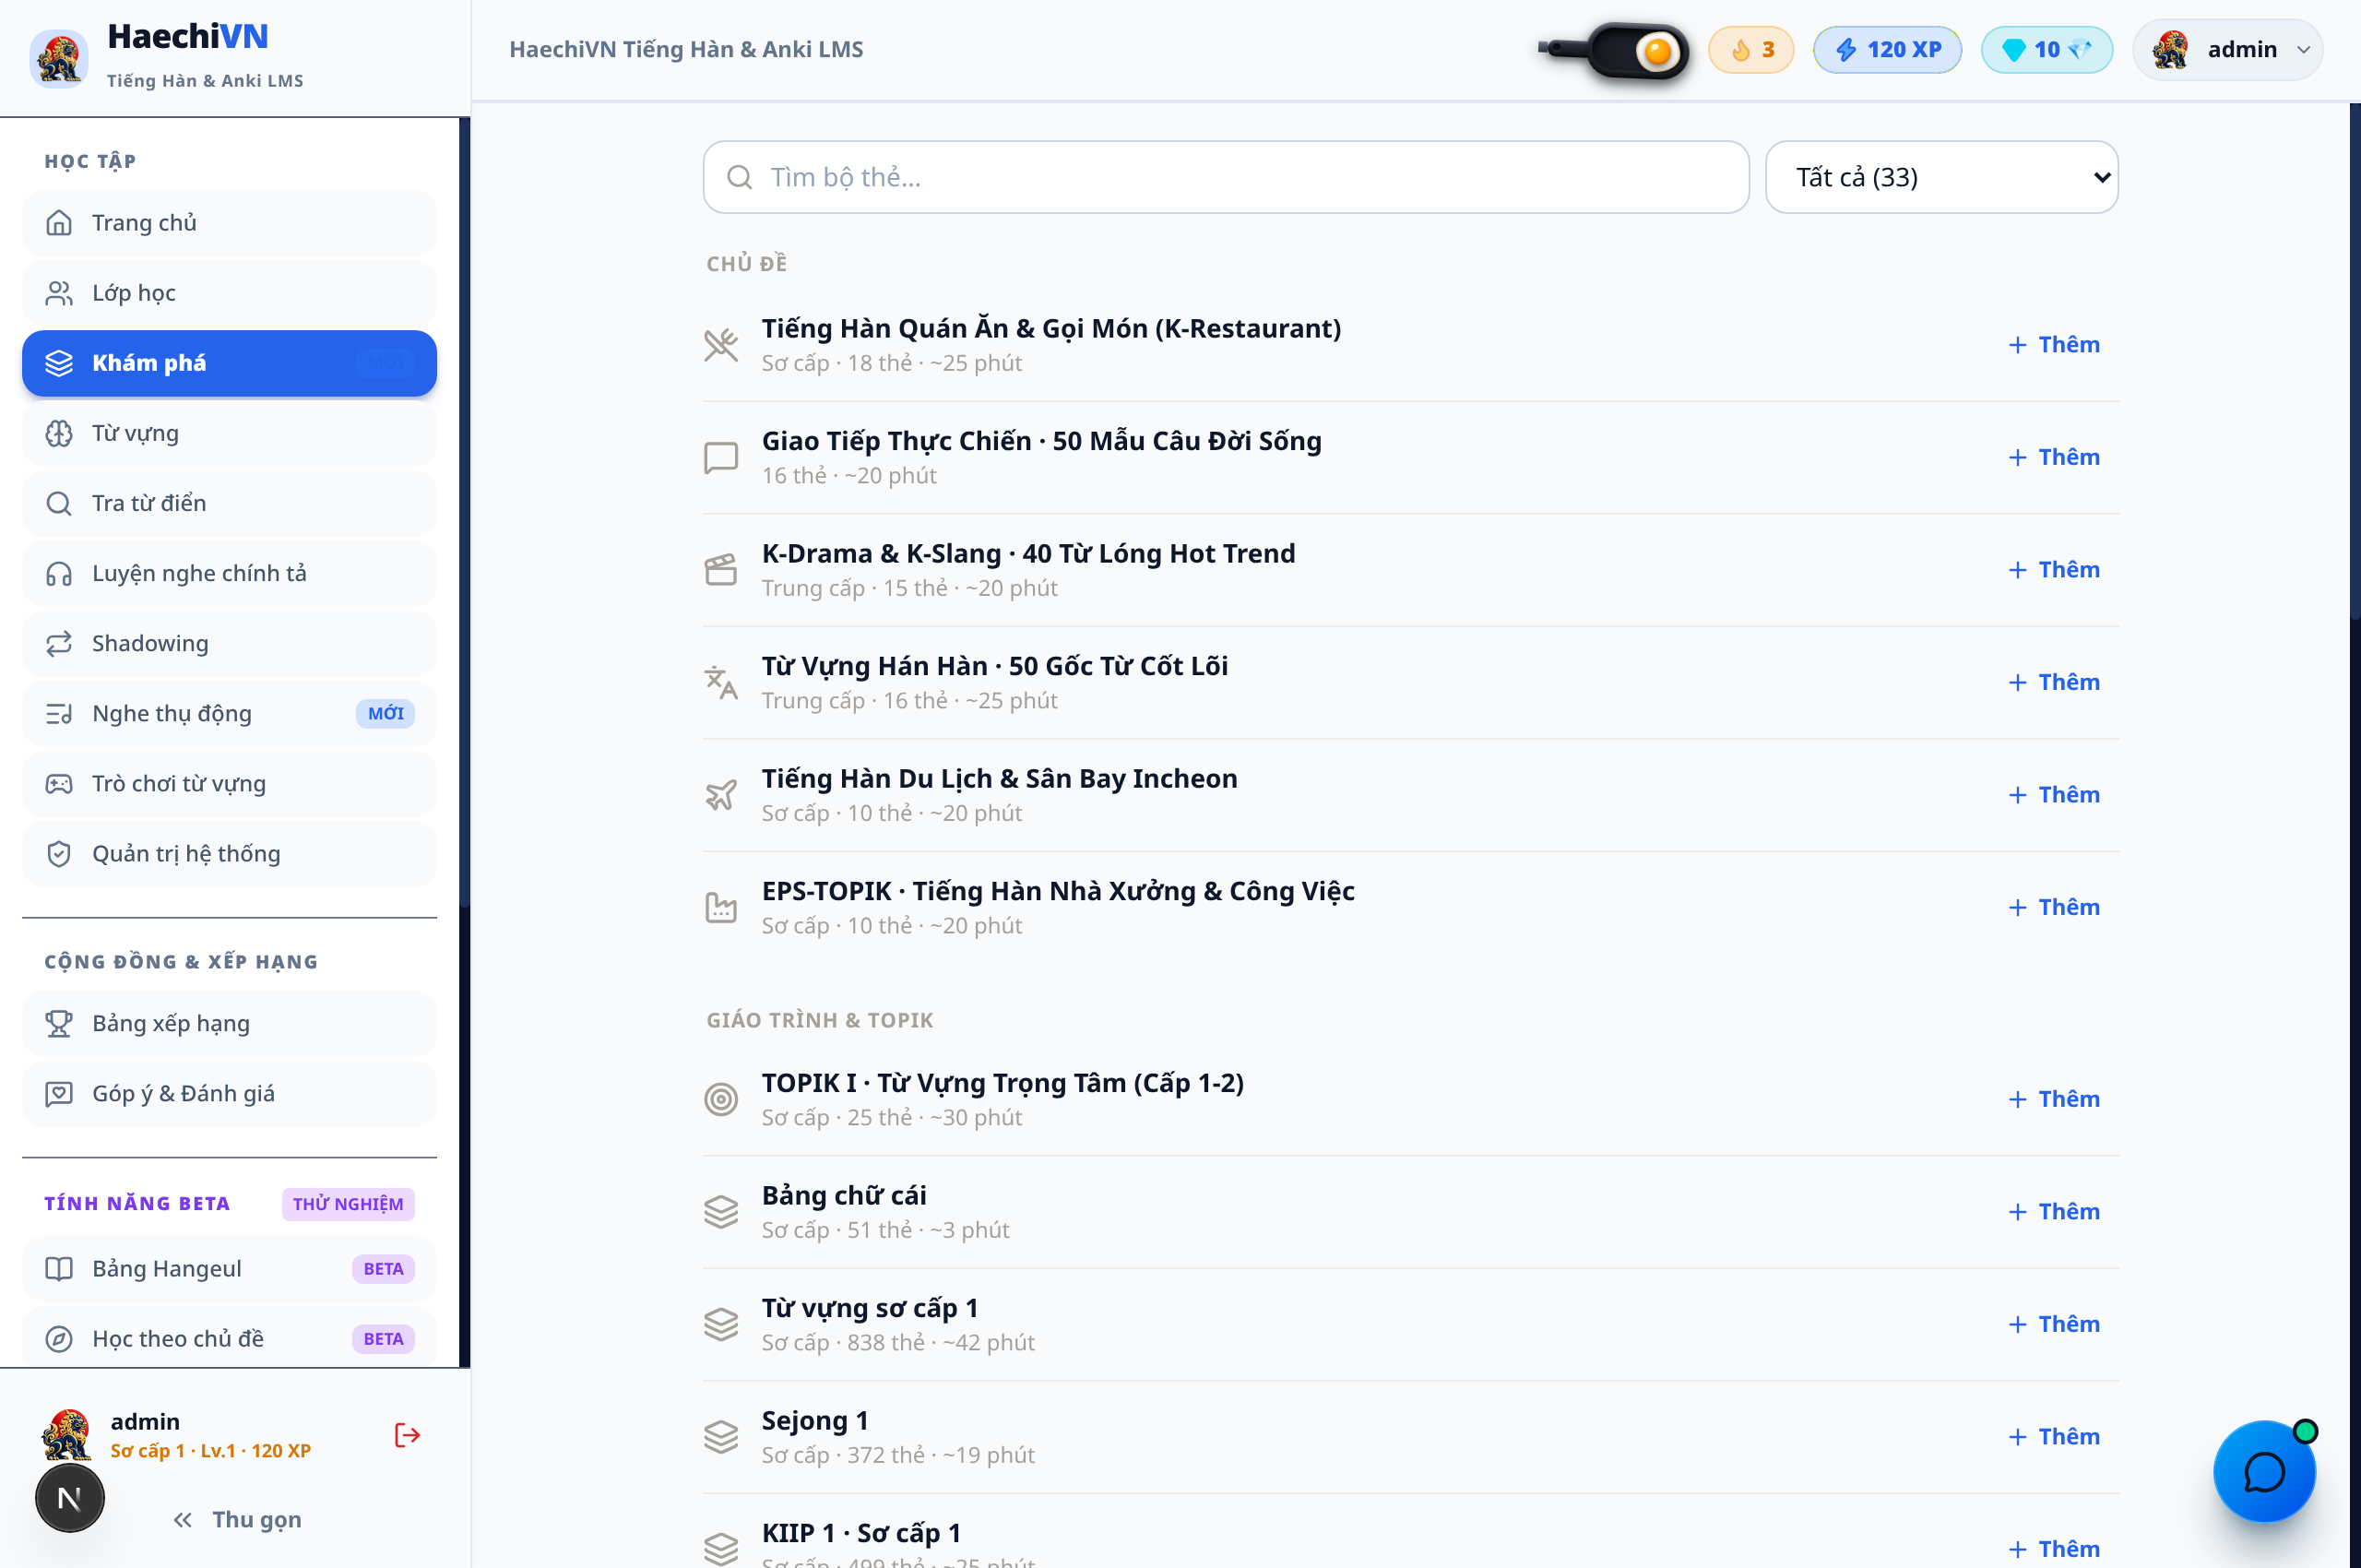 HaechiVN
Tiếng Hàn & Anki LMS
HỌC TẬP
Trang chủ
Lớp học
Khám phá
MỚI
Từ vựng
Tra từ điển
Luyện nghe chính tả
Shadowing
Nghe thụ động
MỚI
Trò chơi từ vựng
Quản trị hệ thống
CỘNG ĐỒNG & XẾP HẠNG
Bảng xếp hạng
Góp ý & Đánh giá
TÍNH NĂNG BETA
THỬ NGHIỆM
Bảng Hangeul
BETA
Học theo chủ đề
BETA
admin
Sơ cấp 1 · Lv.1 · 120 XP
N
Thu gọn
HaechiVN Tiếng Hàn & Anki LMS
3
120 XP
10
admin
Tìm bộ thẻ...
Tất cả (33)
CHỦ ĐỀ
Tiếng Hàn Quán Ăn & Gọi Món (K-Restaurant)
Sơ cấp · 18 thẻ · ~25 phút
+ Thêm
Giao Tiếp Thực Chiến · 50 Mẫu Câu Đời Sống
16 thẻ · ~20 phút
+ Thêm
K-Drama & K-Slang · 40 Từ Lóng Hot Trend
Trung cấp · 15 thẻ · ~20 phút
+ Thêm
Từ Vựng Hán Hàn · 50 Gốc Từ Cốt Lõi
Trung cấp · 16 thẻ · ~25 phút
+ Thêm
Tiếng Hàn Du Lịch & Sân Bay Incheon
Sơ cấp · 10 thẻ · ~20 phút
+ Thêm
EPS-TOPIK · Tiếng Hàn Nhà Xưởng & Công Việc
Sơ cấp · 10 thẻ · ~20 phút
+ Thêm
GIÁO TRÌNH & TOPIK
TOPIK I · Từ Vựng Trọng Tâm (Cấp 1-2)
Sơ cấp · 25 thẻ · ~30 phút
+ Thêm
Bảng chữ cái
Sơ cấp · 51 thẻ · ~3 phút
+ Thêm
Từ vựng sơ cấp 1
Sơ cấp · 838 thẻ · ~42 phút
+ Thêm
Sejong 1
Sơ cấp · 372 thẻ · ~19 phút
+ Thêm
KIIP 1 · Sơ cấp 1
Sơ cấp · 499 thẻ · ~25 phút
+ Thêm